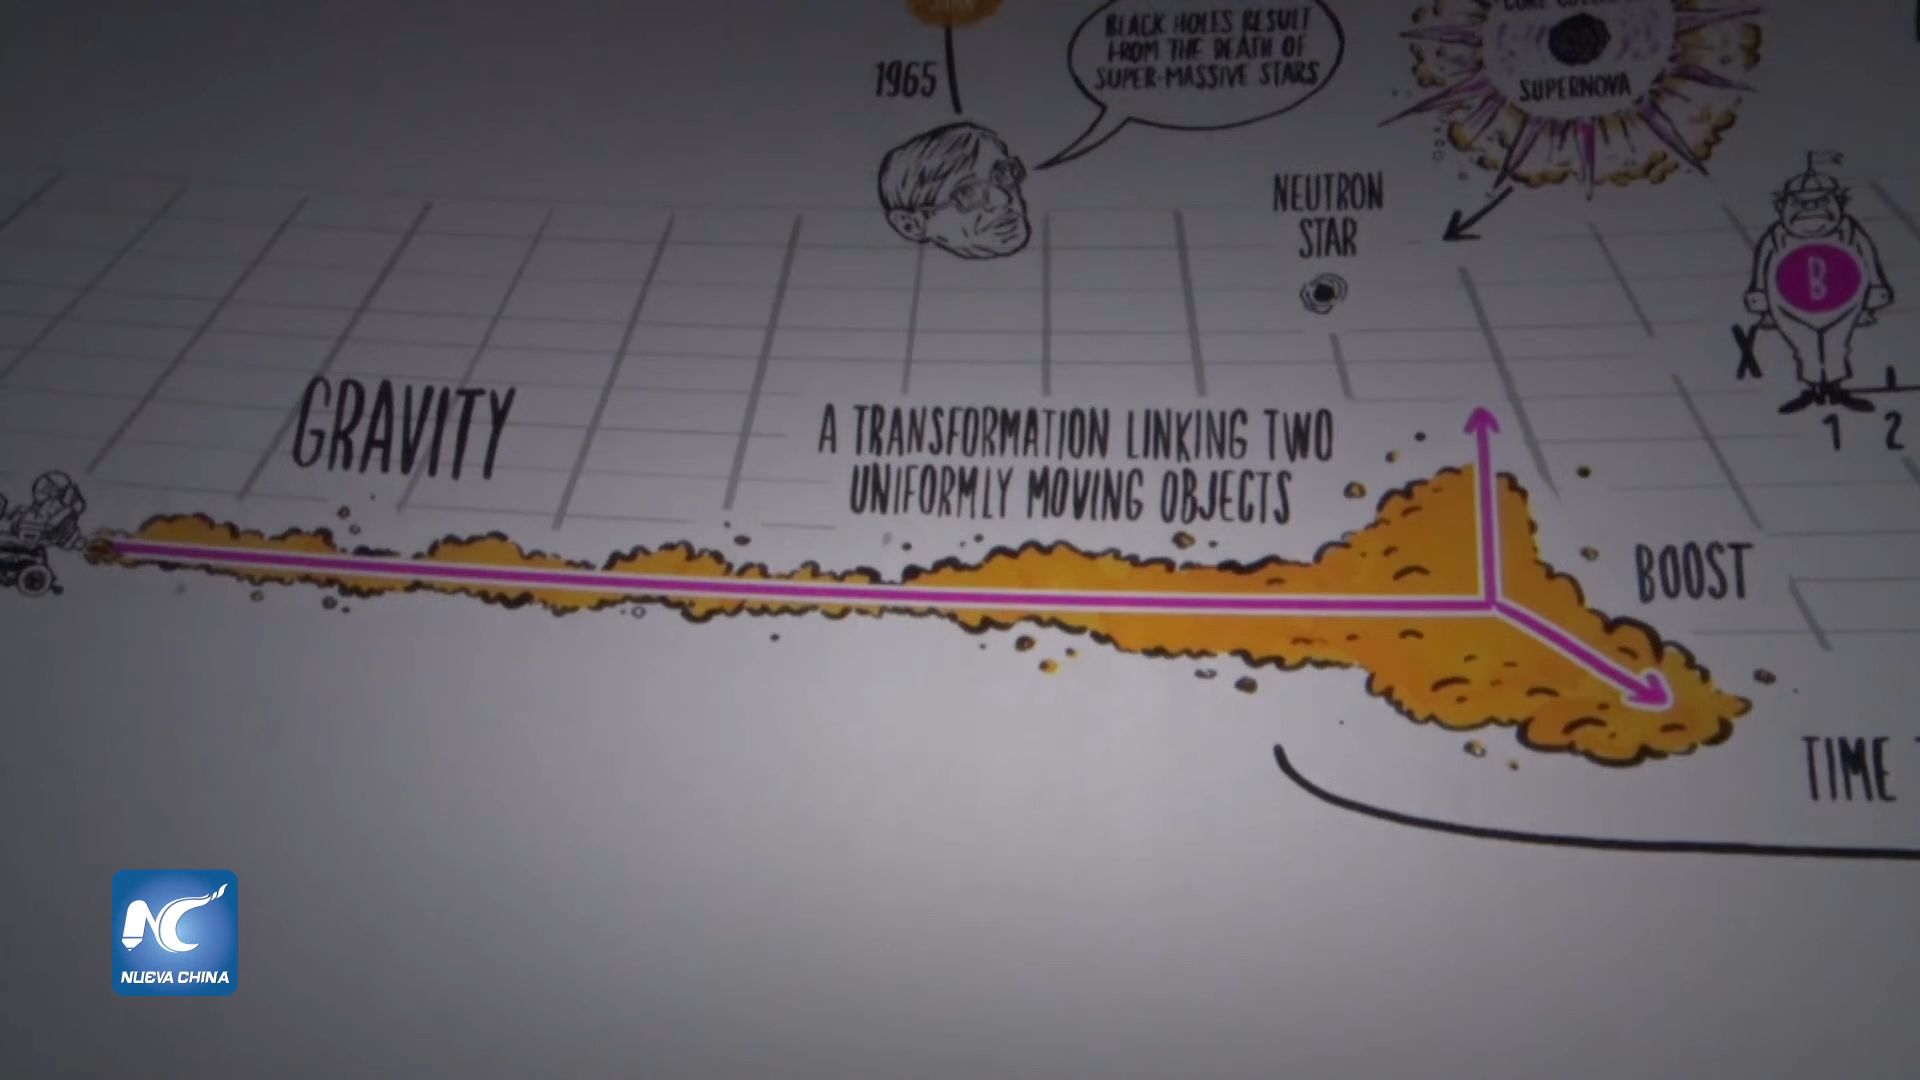 BLACK HOLES RESULT
FROM THE DEATH OF
SUPER-MASSIVE STARS
1965
SUPERNOVA
NEUTRON
STAR
B
X
1 2
GRAVITY
A TRANSFORMATION LINKING TWO
UNIFORMLY MOVING OBJECTS
BOOST
TIME
NC
NUEVA CHINA